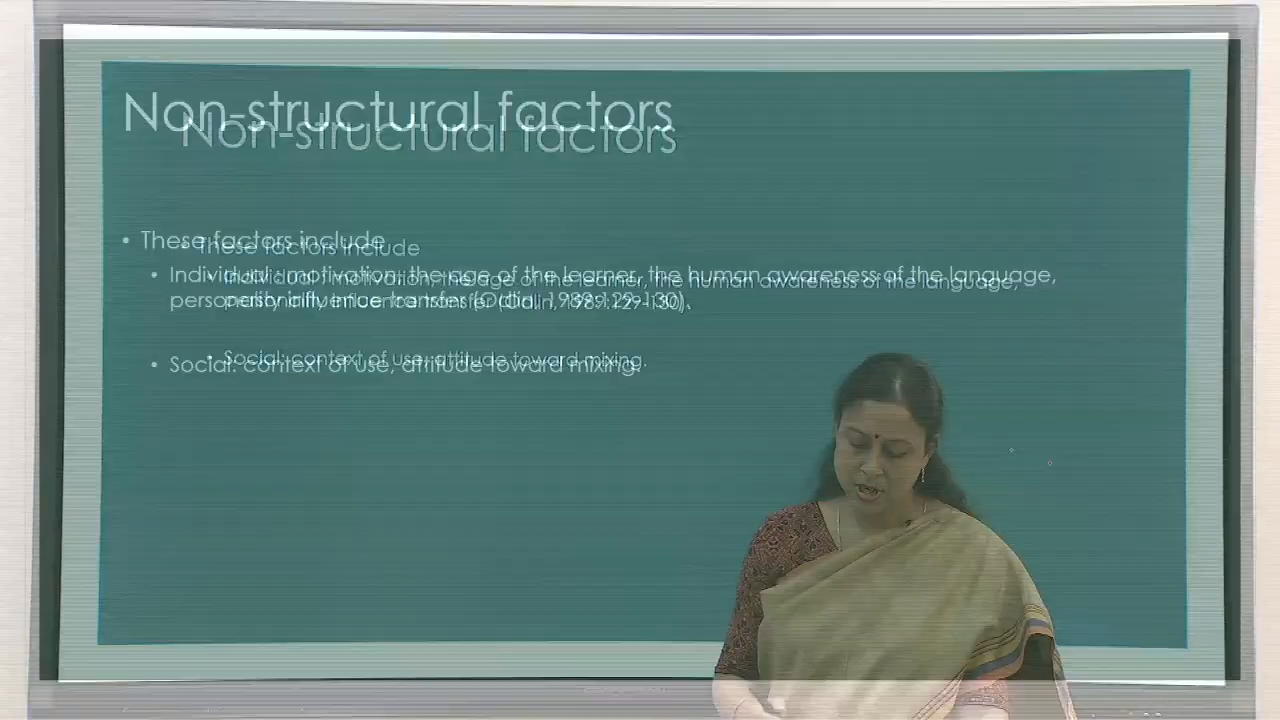 Non-structural factors
• These factors include
• Individual : motivation, the age of the learner, the human awareness of the language,
personality influence transfer (Odlin, 1989:129-130).
• Social: context of use, attitude toward mixing.